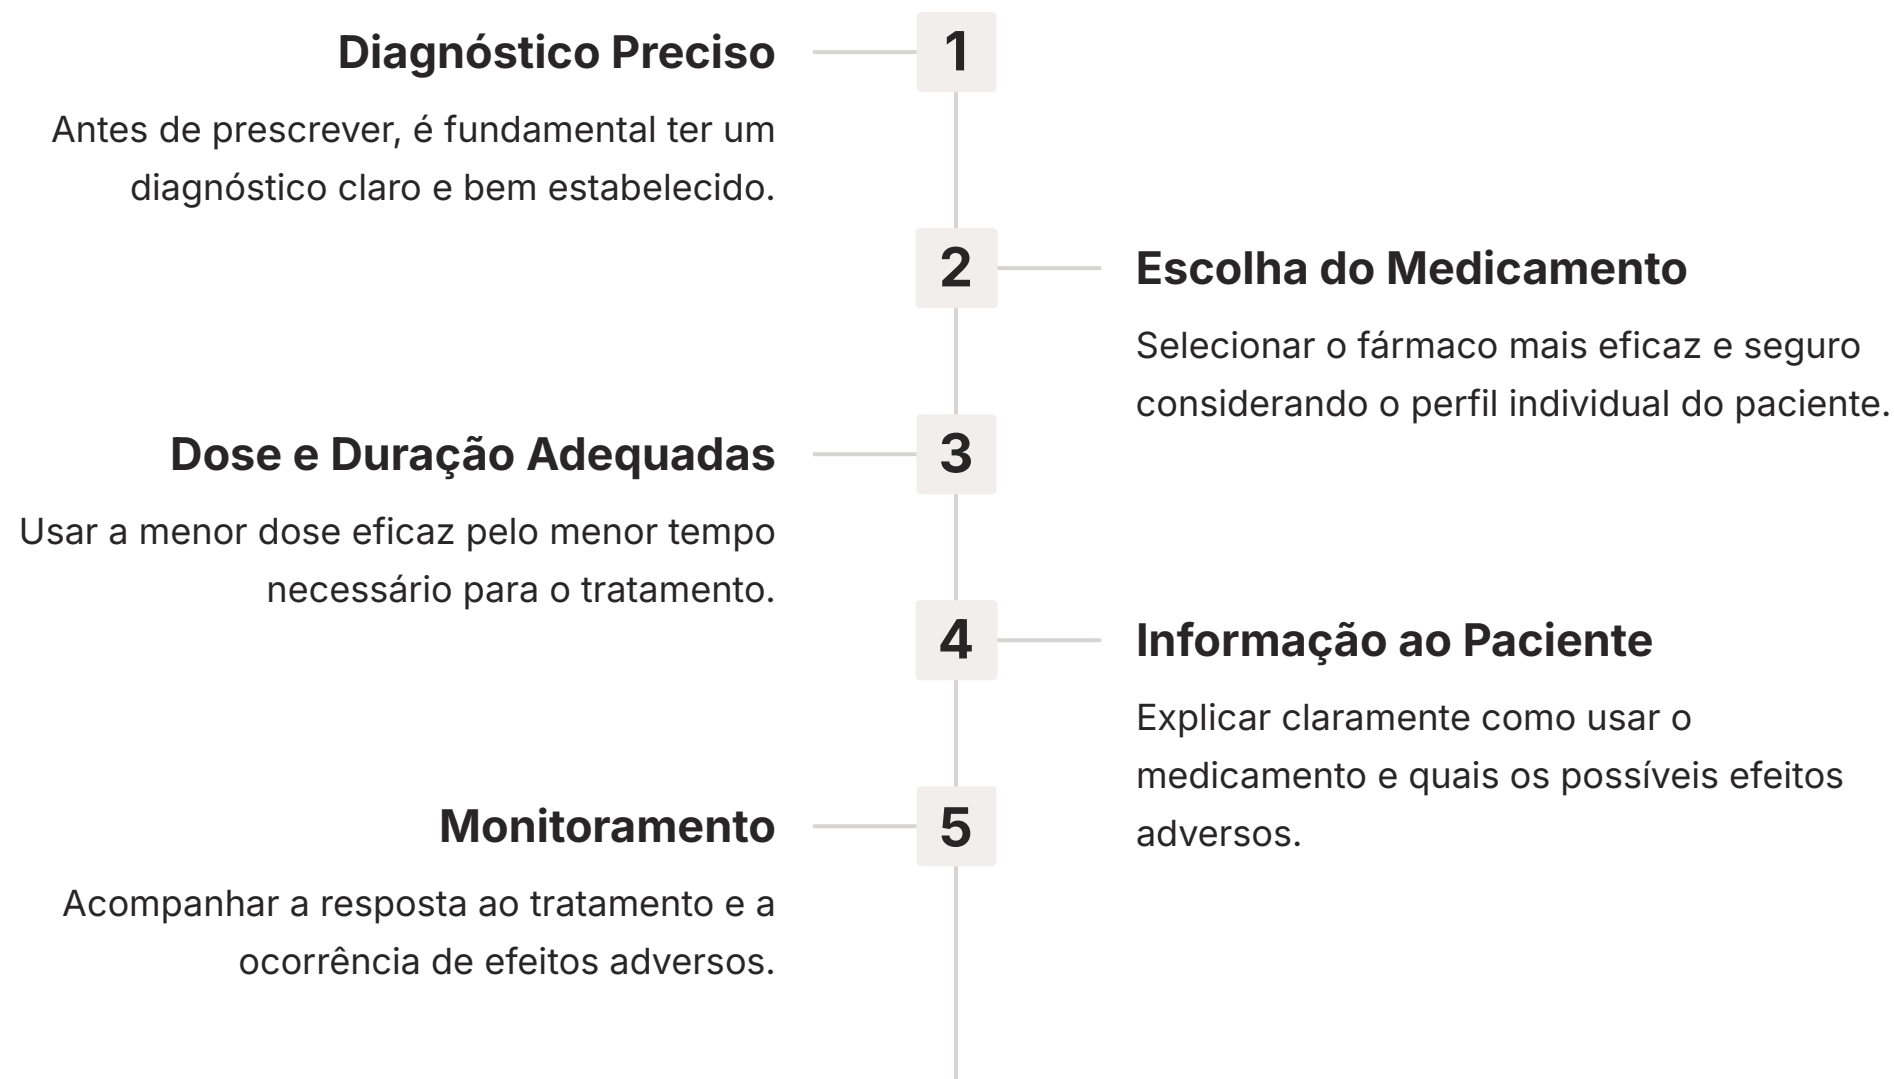 Diagnóstico Preciso
1
Antes de prescrever, é fundamental ter um
diagnóstico claro e bem estabelecido.
2
Escolha do Medicamento
Selecionar o fármaco mais eficaz e seguro
considerando o perfil individual do paciente.
Dose e Duração Adequadas
3
Usar a menor dose eficaz pelo menor tempo
necessário para o tratamento.
4
Informação ao Paciente
Explicar claramente como usar o
medicamento e quais os possíveis efeitos
adversos.
Monitoramento
5
Acompanhar a resposta ao tratamento e a
ocorrência de efeitos adversos.